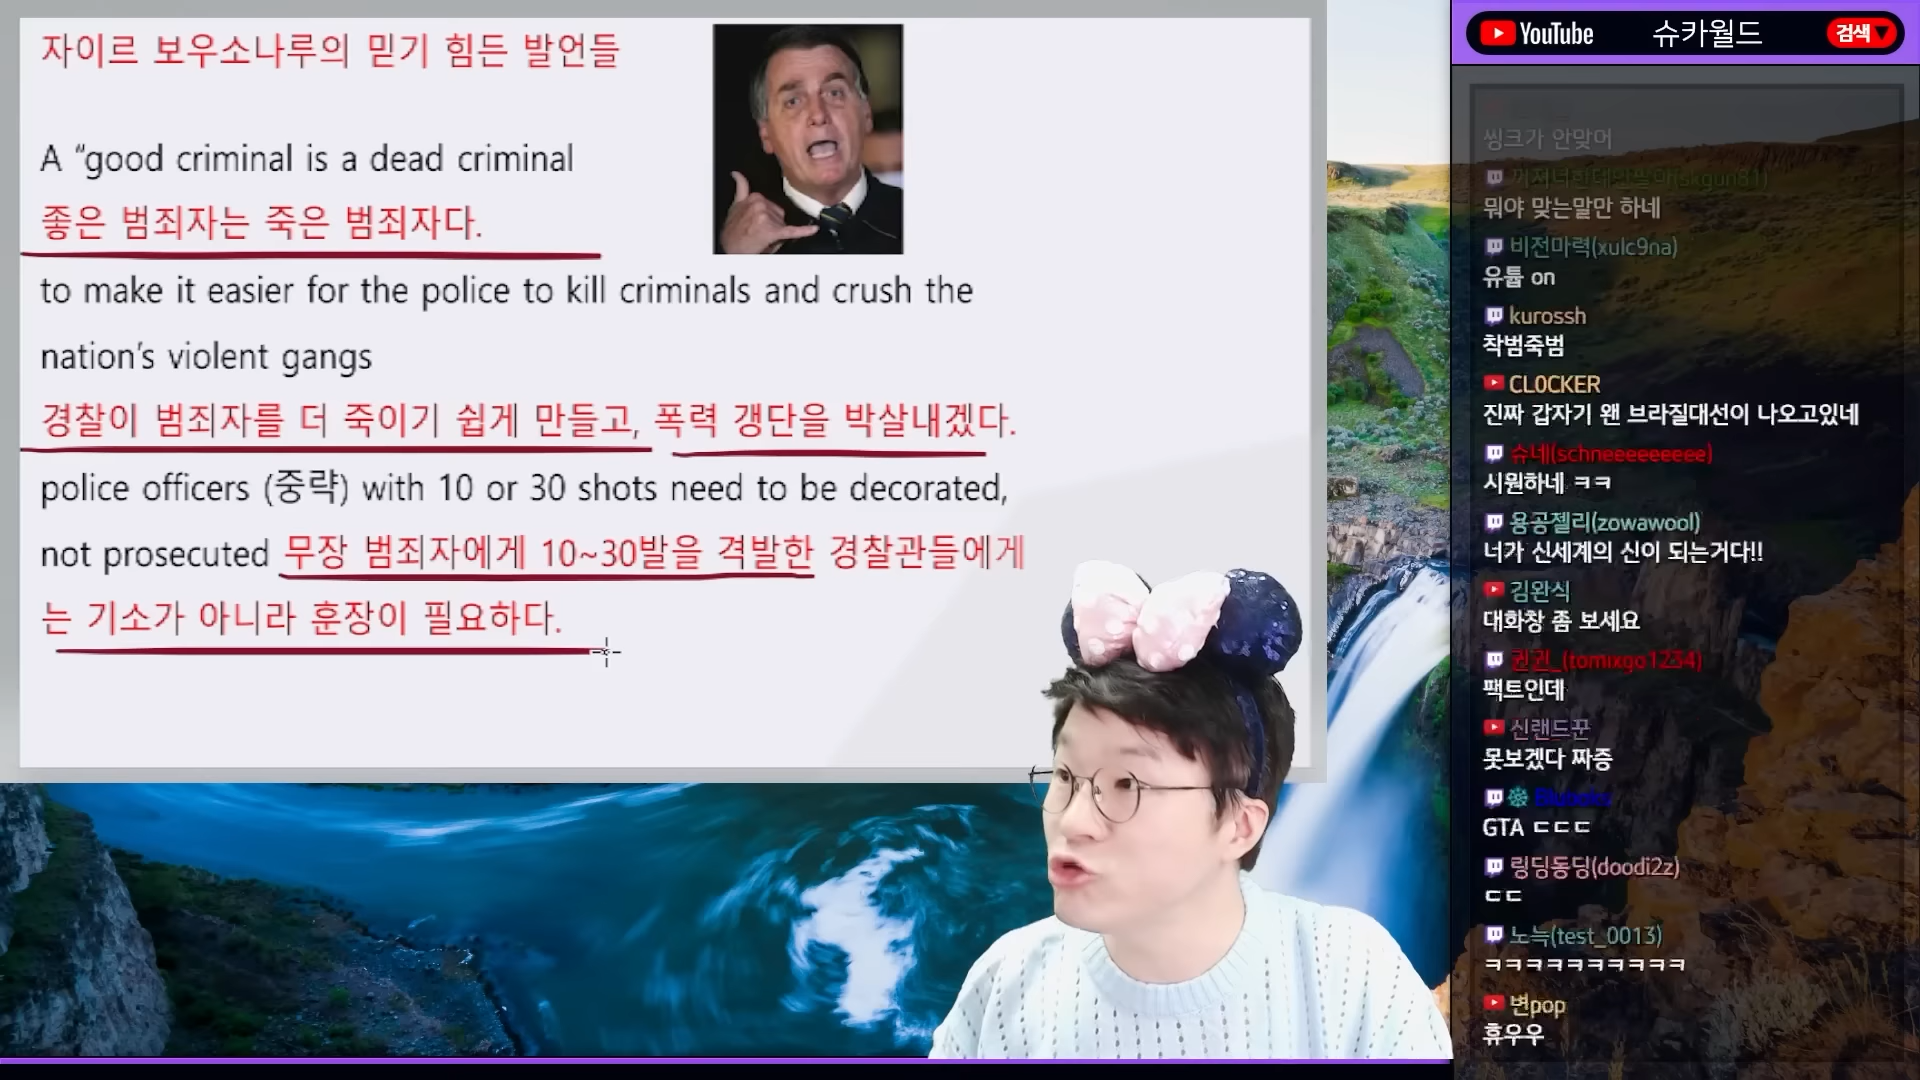 자이르 보우소나루의 믿기 힘든 발언들
A “good criminal is a dead criminal
좋은 범죄자는 죽은 범죄자다.
to make it easier for the police to kill criminals and crush the
nation’s violent gangs
경찰이 범죄자를 더 죽이기 쉽게 만들고, 폭력 갱단을 박살내겠다.
police officers (중략) with 10 or 30 shots need to be decorated,
not prosecuted 무장 범죄자에게 10~30발을 격발한 경찰관들에게
는 기소가 아니라 훈장이 필요하다.
YouTube 슈카월드 검색
씽크가 안맞어
뭐야 맞는말만 하네
비전마력(xulc9na)
유튭 on
kurossh
착범죽범
CL0CKER
진짜 갑자기 왠 브라질대선이 나오고있네
슈네(schneeeeeeeee)
시원하네 ㅋㅋ
용공젤리(zowawool)
너가 신세계의 신이 되는거다!!
김완식
대화창 좀 보세요
퀀퀀_(tomixgo1234)
팩트인데
신랜드꾼
못보겠다 짜증
GTA ㄷㄷㄷ
링딩동딩(doodi2z)
ㄷㄷ
노눅(test_0013)
ㅋㅋㅋㅋㅋㅋㅋㅋㅋㅋ
변pop
휴우우